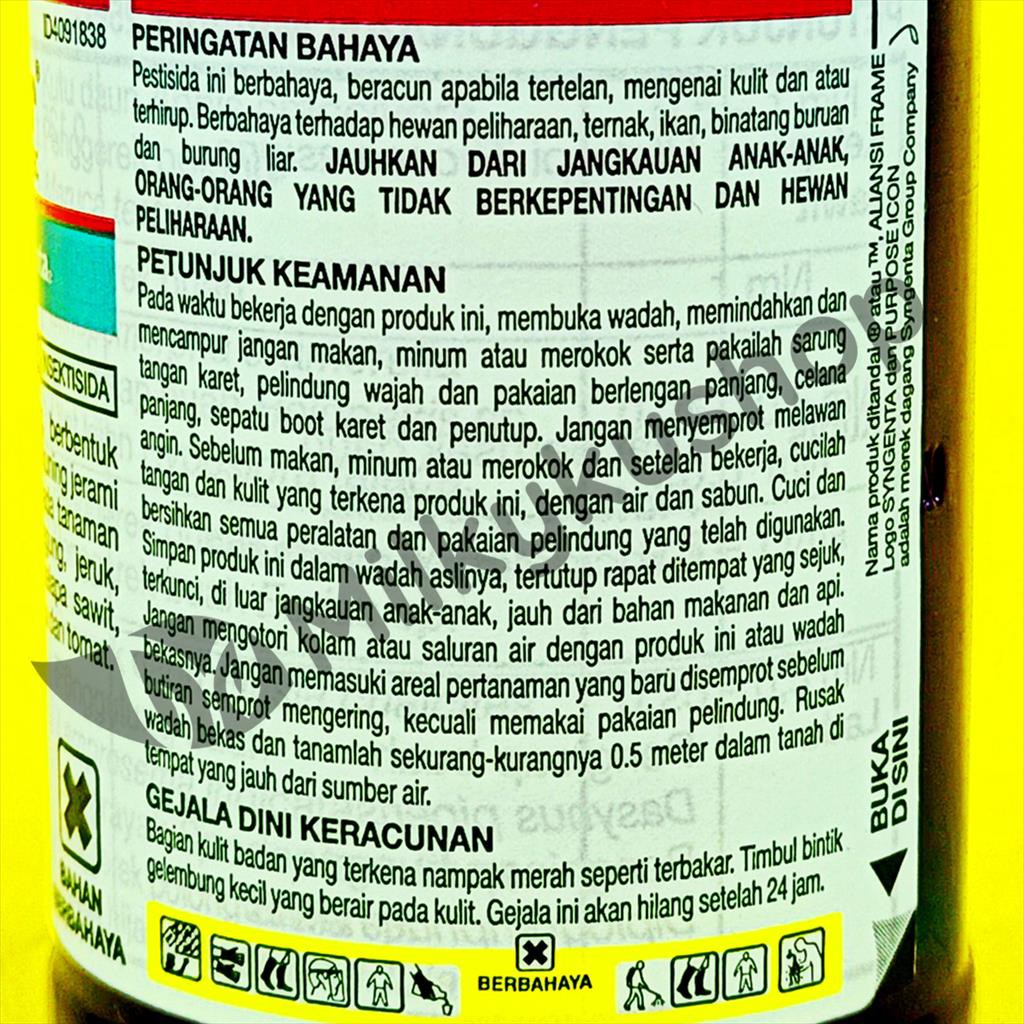 ID4091838
PERINGATAN BAHAYA
Pestisida ini berbahaya, beracun apabila tertelan, mengenai kulit dan atau
terhirup. Berbahaya terhadap hewan peliharaan, ternak, ikan, binatang buruan
dan burung liar. JAUHKAN DARI JANGKAUAN ANAK-ANAK,
ORANG-ORANG YANG TIDAK BERKEPENTINGAN DAN HEWAN
PELIHARAAN.
PETUNJUK KEAMANAN
Pada waktu bekerja dengan produk ini, membuka wadah, memindahkan dan
mencampur jangan makan, minum atau merokok serta pakailah sarung
tangan karet, pelindung wajah dan pakaian berlengan panjang, celana
panjang, sepatu boot karet dan penutup. Jangan menyemprot melawan
angin. Sebelum makan, minum atau merokok dan setelah bekerja, cucilah
tangan dan kulit yang terkena produk ini, dengan air dan sabun. Cuci dan
bersihkan semua peralatan dan pakaian pelindung yang telah digunakan.
Simpan produk ini dalam wadah aslinya, tertutup rapat ditempat yang sejuk,
terkunci, di luar jangkauan anak-anak, jauh dari bahan makanan dan api.
Jangan mengotori kolam atau saluran air dengan produk ini atau wadah
bekasnya. Jangan memasuki areal pertanaman yang baru disemprot sebelum
butiran semprot mengering, kecuali memakai pakaian pelindung. Rusak
wadah bekas dan tanamlah sekurang-kurangnya 0.5 meter dalam tanah di
tempat yang jauh dari sumber air.
GEJALA DINI KERACUNAN
Bagian kulit badan yang terkena nampak merah seperti terbakar. Timbul bintik
gelembung kecil yang berair pada kulit. Gejala ini akan hilang setelah 24 jam.
BERBAHAYA
berbentuk
jerami
tanaman
jeruk,
sawit,
tomat.
BAHAN
BERBAHAYA
Nama produk ditandai ® atau ™, ALIANSI FRAME
Logo SYNGENTA dan PURPOSE ICON
adalah merek dagang Syngenta Group Company
BUKA
DI SINI
Milkykushop